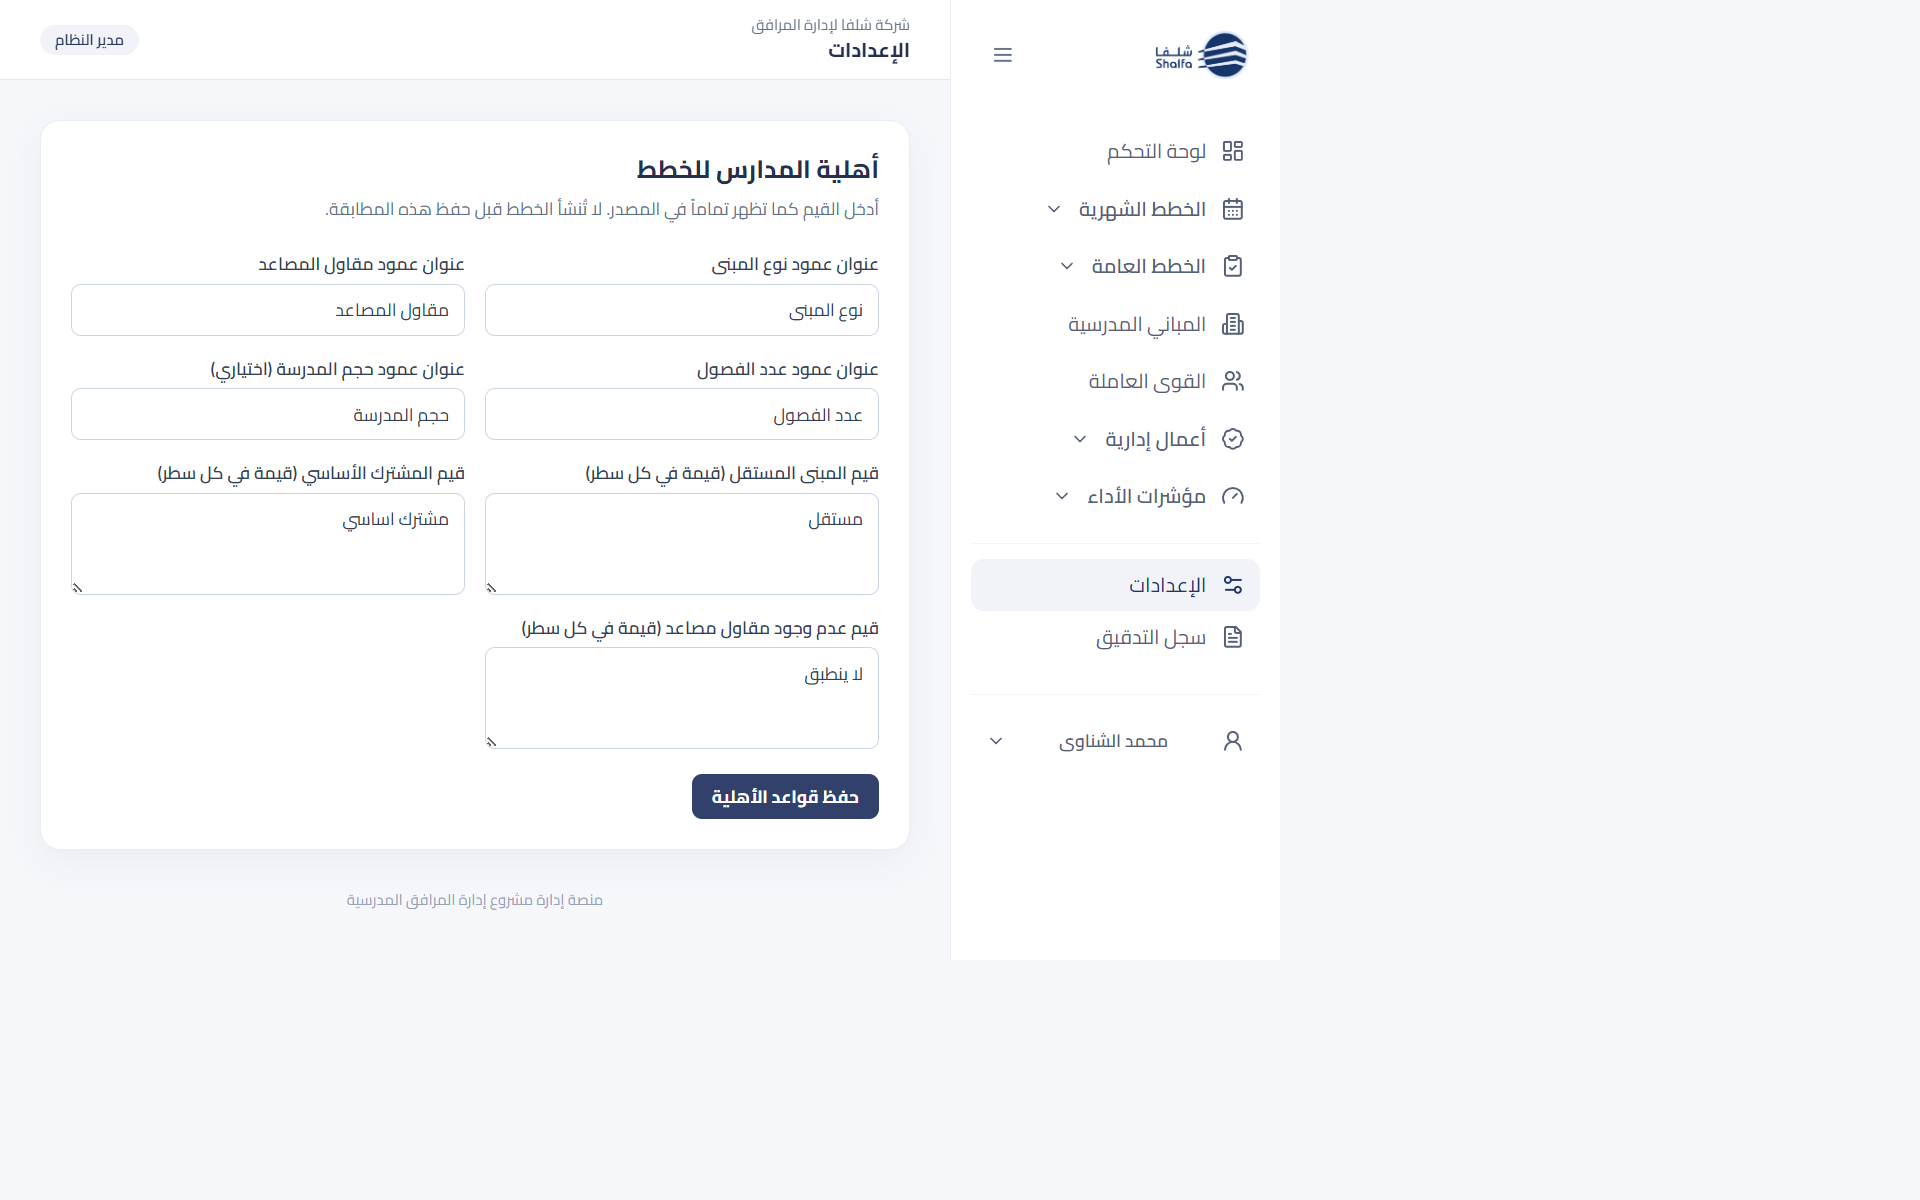 شلفا
Shalfa
لوحة التحكم
الخطط الشهرية
الخطط العامة
المباني المدرسية
القوى العاملة
أعمال إدارية
مؤشرات الأداء
الإعدادات
سجل التدقيق
محمد الشناوى
شركة شلفا لإدارة المرافق
الإعدادات
مدير النظام
أهلية المدارس للخطط
أدخل القيم كما تظهر تماماً في المصدر. لا تُنشأ الخطط قبل حفظ هذه المطابقة.
عنوان عمود نوع المبنى
نوع المبنى
عنوان عمود مقاول المصاعد
مقاول المصاعد
عنوان عمود عدد الفصول
عدد الفصول
عنوان عمود حجم المدرسة (اختياري)
حجم المدرسة
قيم المبنى المستقل (قيمة في كل سطر)
مستقل
قيم المشترك الأساسي (قيمة في كل سطر)
مشترك اساسي
قيم عدم وجود مقاول مصاعد (قيمة في كل سطر)
لا ينطبق
حفظ قواعد الأهلية
منصة إدارة مشروع إدارة المرافق المدرسية